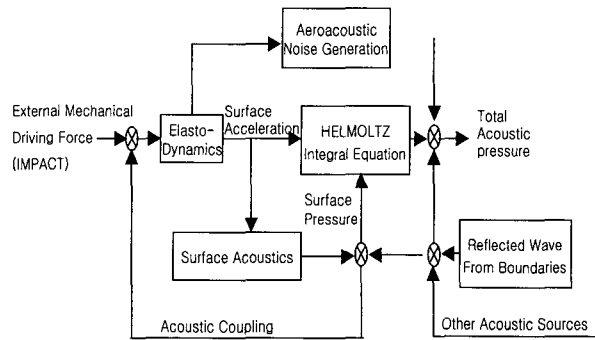 Aeroacoustic
Noise Generation
External Mechanical
Driving Force
(IMPACT)
Elasto-
Dynamics
Surface
Acceleration
HELMOLTZ
Integral Equation
Total
Acoustic
pressure
Surface
Pressure
Surface Acoustics
Reflected Wave
From Boundaries
Acoustic Coupling
Other Acoustic Sources